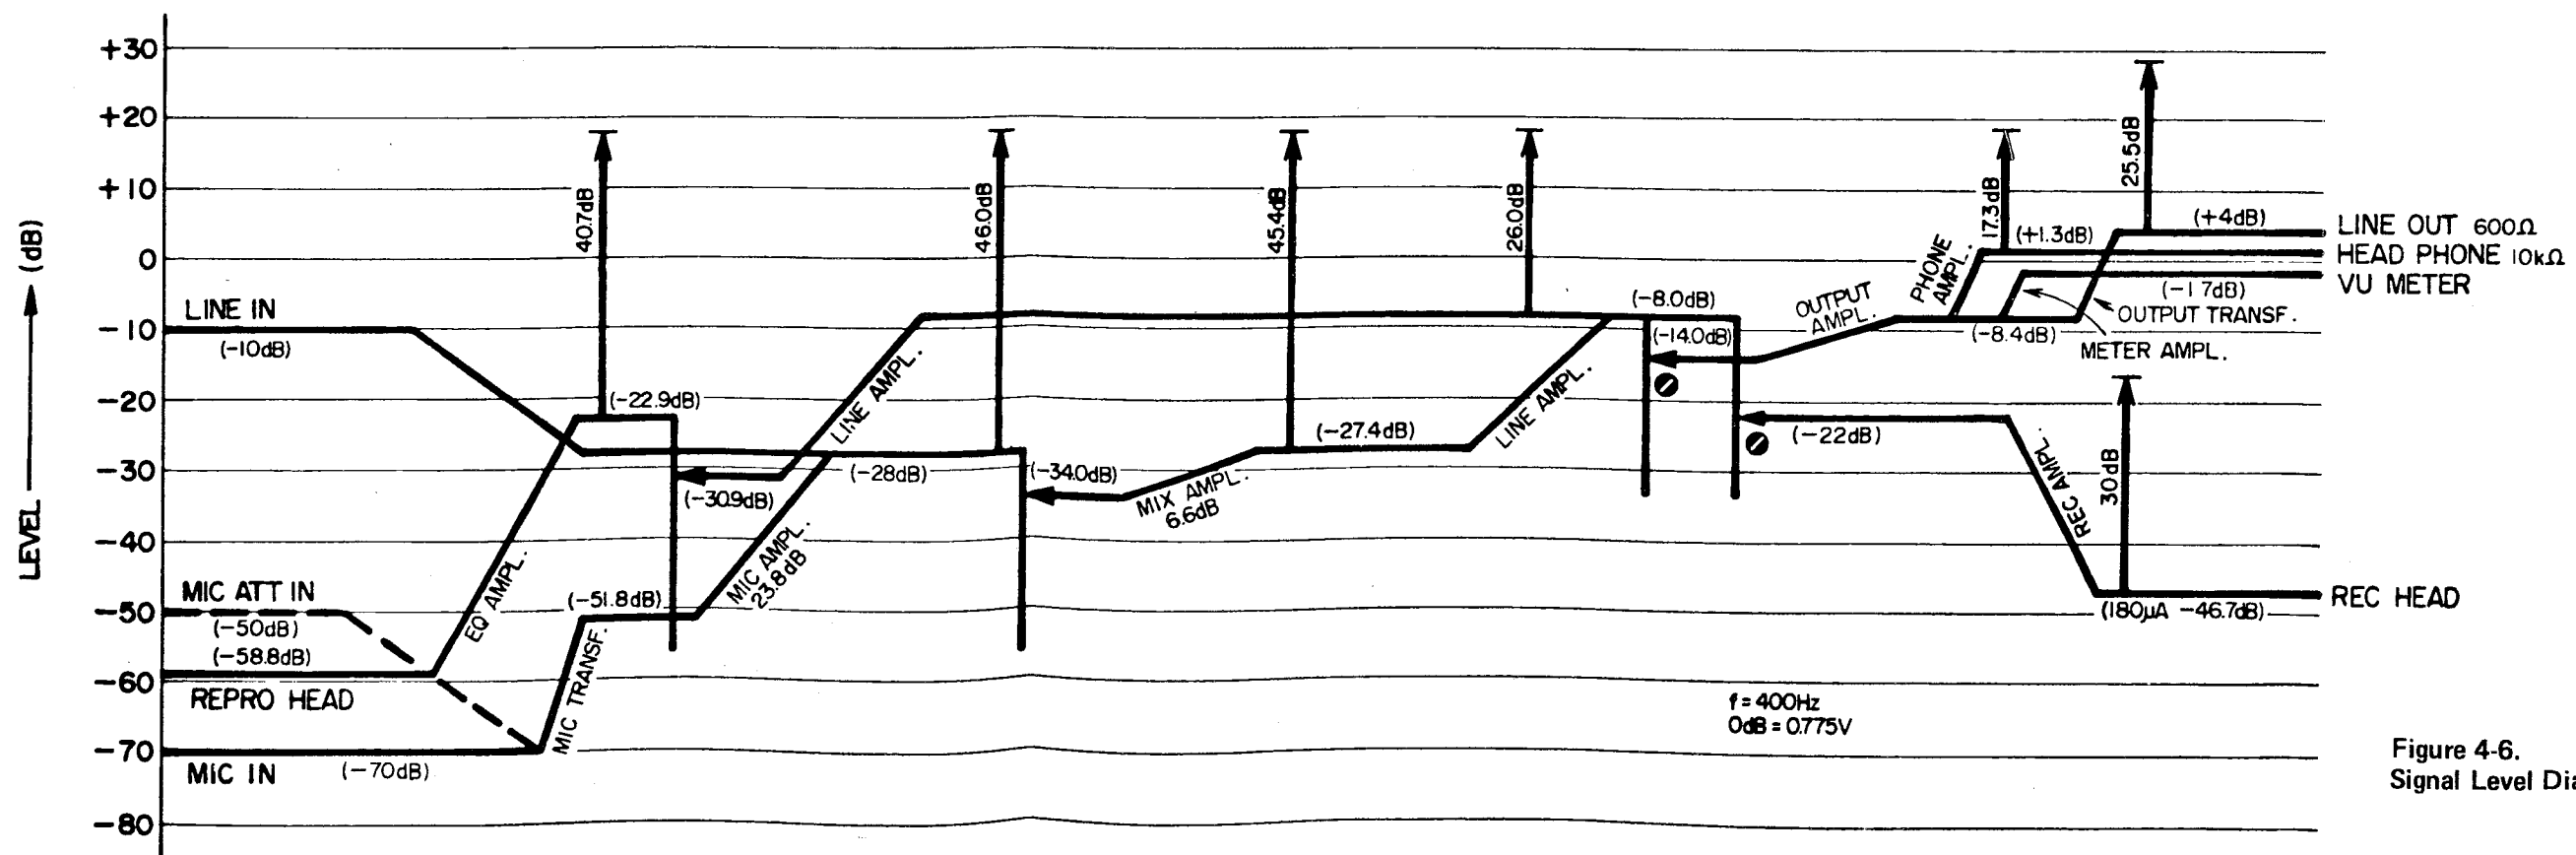 LEVEL (dB)
+30
+20
+10
0
-10
-20
-30
-40
-50
-60
-70
-80
LINE IN
(-10dB)
MIC ATT IN
(-50dB)
(-58.8dB)
REPRO HEAD
MIC IN
(-70dB)
EQ AMPL.
MIC TRANSF.
40.7dB
(-22.9dB)
(-30.9dB)
(-51.8dB)
MIC AMPL.
23.8dB
LINE AMPL.
(-28dB)
46.0dB
(-34.0dB)
MIX AMPL.
6.6dB
45.4dB
(-27.4dB)
LINE AMPL.
26.0dB
(-8.0dB)
(-14.0dB)
OUTPUT
AMPL.
(-22dB)
PHONE
AMPL.
17.3dB
(+1.3dB)
(-8.4dB)
25.5dB
(+4dB)
(-1 7dB)
OUTPUT TRANSF.
METER AMPL.
REC AMPL.
30dB
(180μA -46.7dB)
LINE OUT 600Ω
HEAD PHONE 10kΩ
VU METER
REC HEAD
f = 400Hz
0dB = 0.775V
Figure 4-6.
Signal Level Dia